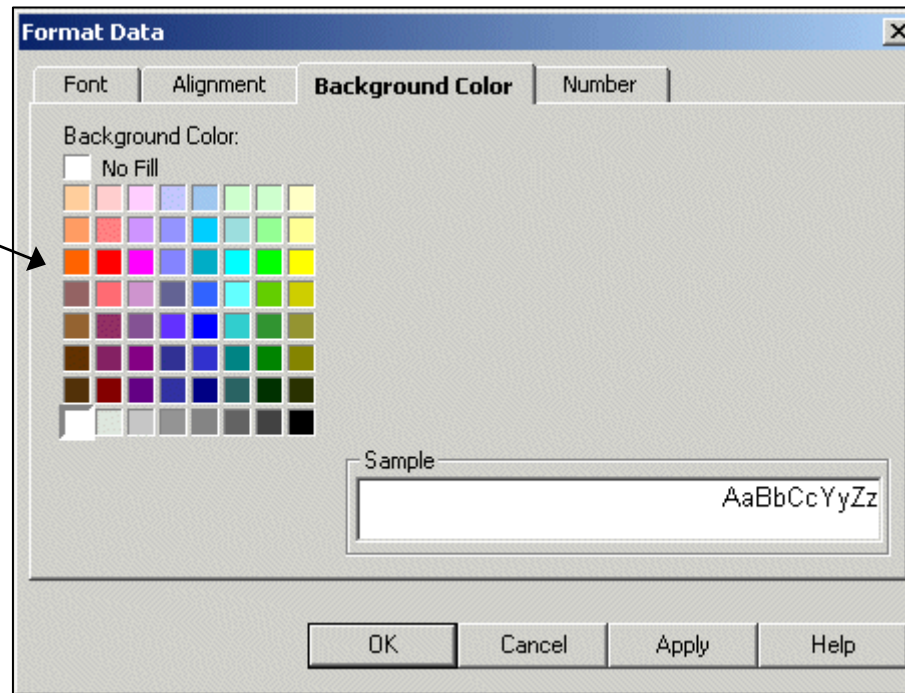 Format Data
Font Alignment Background Color Number
Background Color:
No Fill
Sample
AaBbCcYyZz
OK Cancel Apply Help